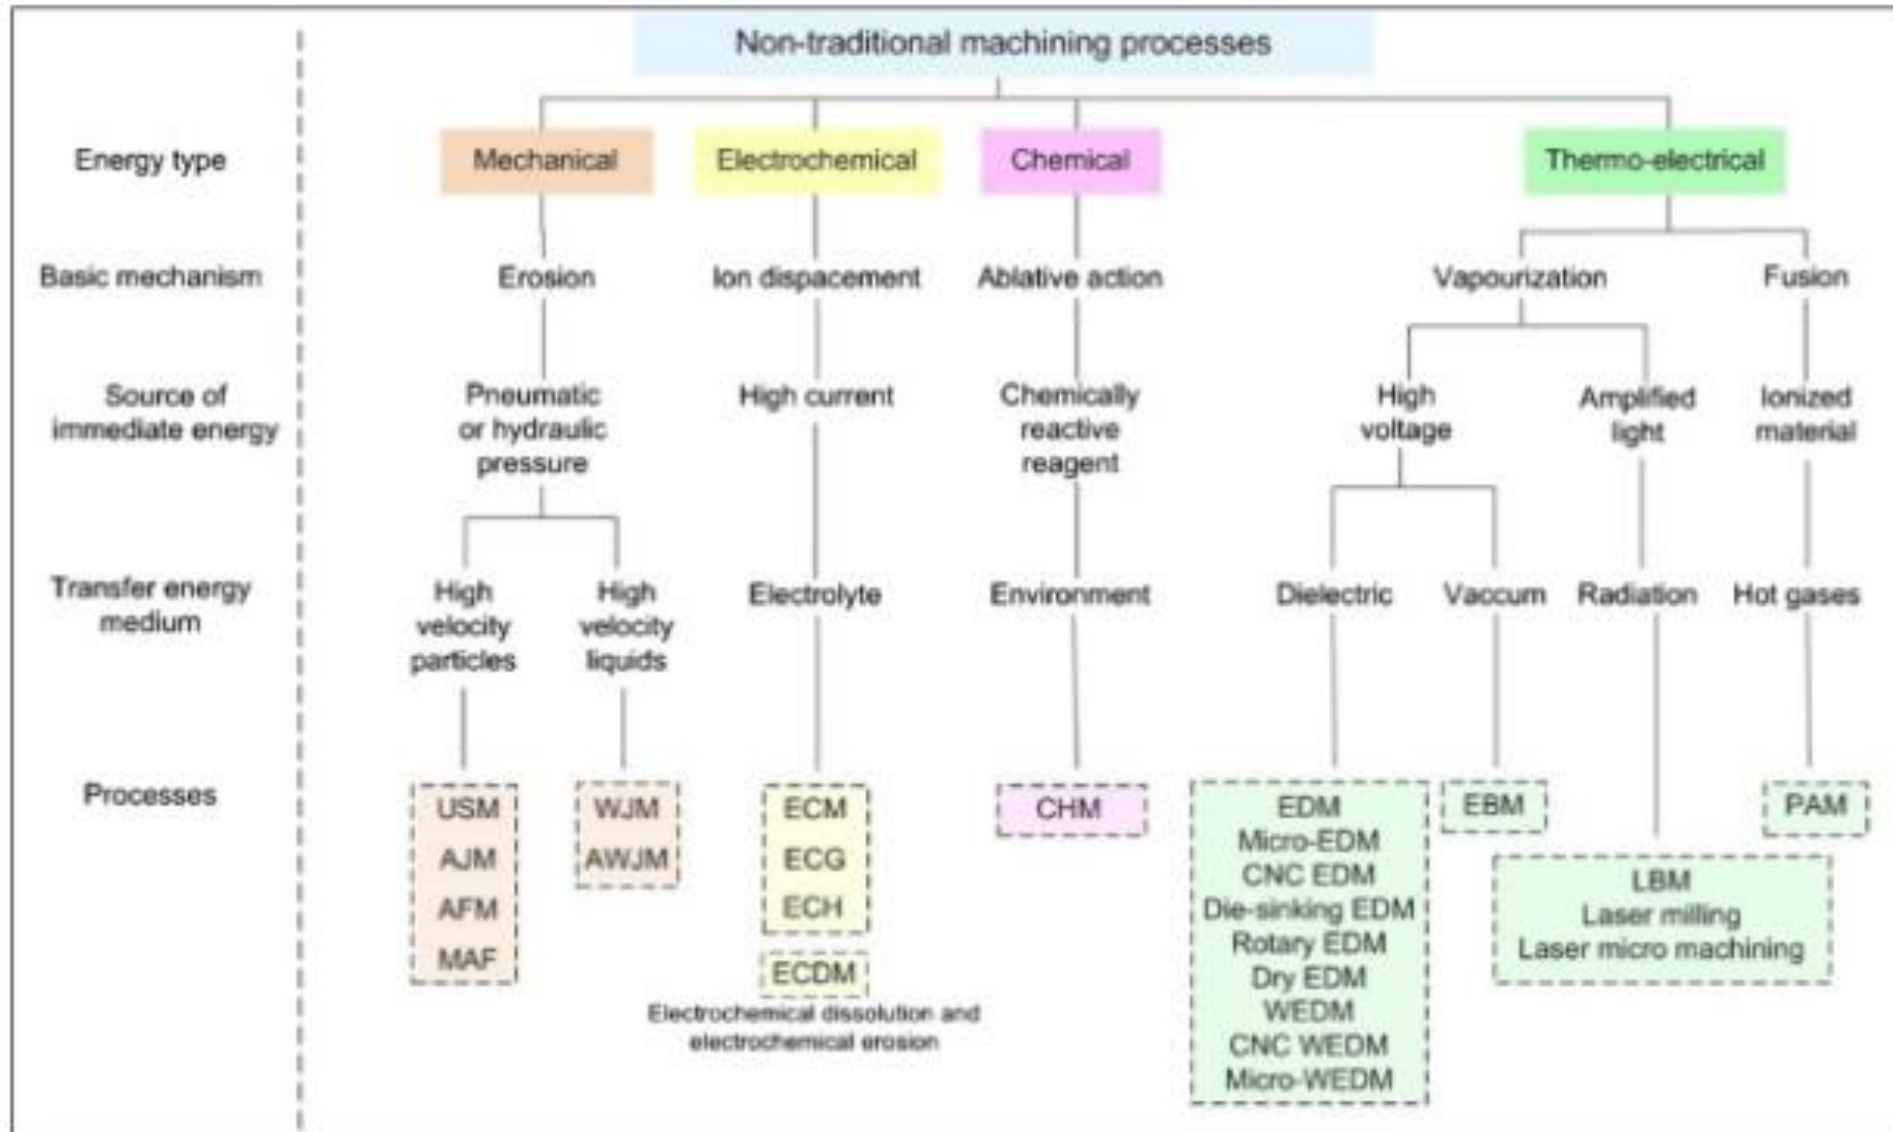 Non-traditional machining processes
Energy type
Mechanical
Electrochemical
Chemical
Thermo-electrical
Basic mechanism
Erosion
Ion dispacement
Ablative action
Vapourization
Fusion
Source of
immediate energy
Pneumatic
or hydraulic
pressure
High current
Chemically
reactive
reagent
High
voltage
Amplified
light
Ionized
material
Transfer energy
medium
High
velocity
particles
High
velocity
liquids
Electrolyte
Environment
Dielectric
Vaccum
Radiation
Hot gases
Processes
USM
AJM
AFM
MAF
WJM
AWJM
ECM
ECG
ECH
ECDM
Electrochemical dissolution and
electrochemical erosion
CHM
EDM
Micro-EDM
CNC EDM
Die-sinking EDM
Rotary EDM
Dry EDM
WEDM
CNC WEDM
Micro-WEDM
EBM
LBM
Laser milling
Laser micro machining
PAM